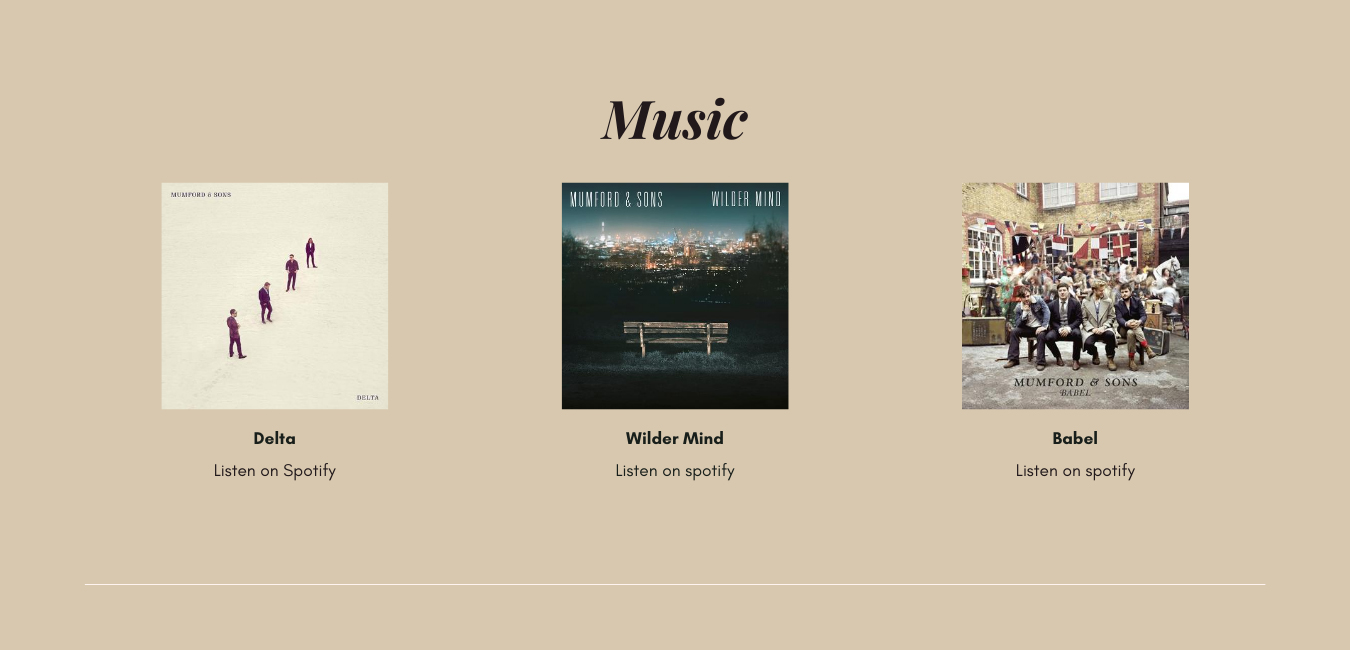 Music
MUMFORD & SONS
DELTA
MUMFORD & SONS WILDER MIND
MUMFORD & SONS
BABEL
Delta
Wilder Mind
Babel
Listen on Spotify
Listen on spotify
Listen on spotify